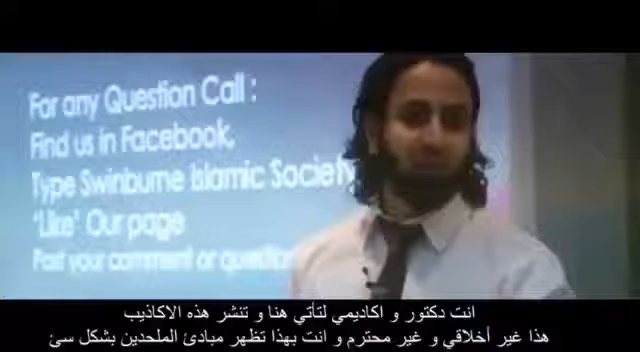 For any Question Call :
Find us in Facebook,
Type Swinburne Islamic Society
'Like' Our page
Post your comment or question
انت دكتور و اكاديمي لتأتي هنا و تنشر هذه الاكاذيب
هذا غير أخلاقي و غير محترم و انت بهذا تظهر مبادئ الملحدين بشكل سئ